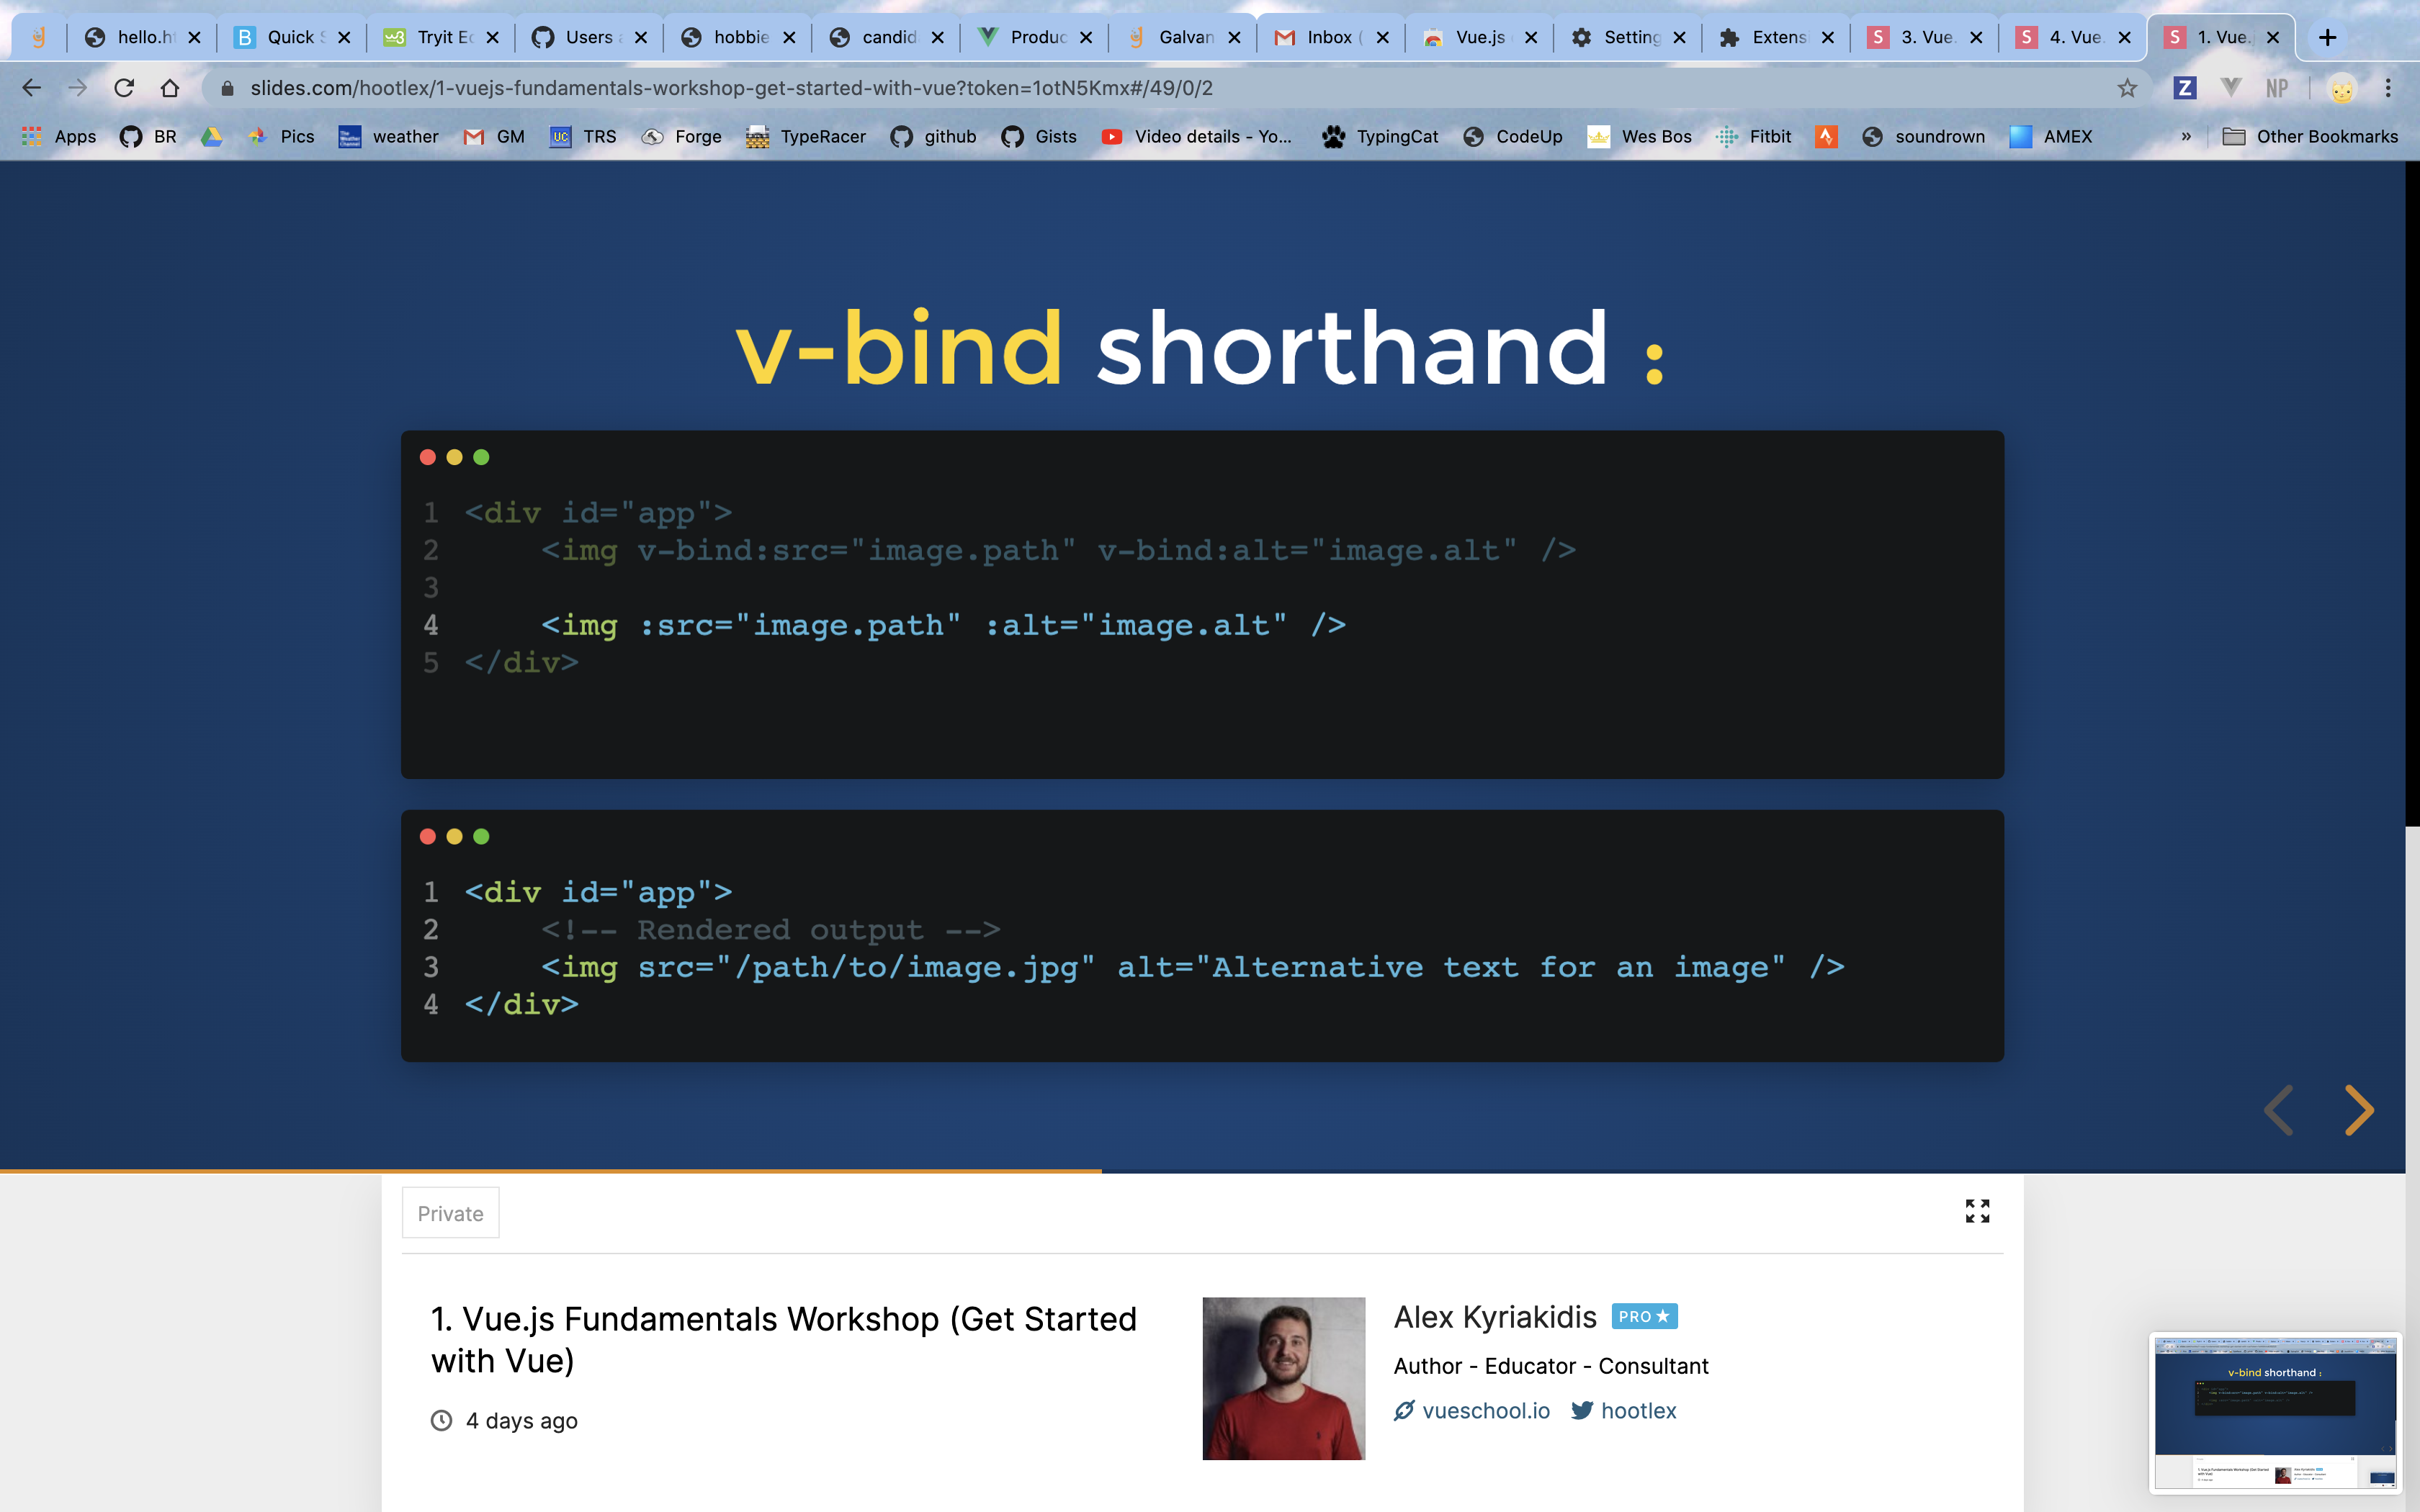 hello.ht
Quick S
Tryit Ec
Users a
hobbie
candid
Produc
Galvan
Inbox (
Vue.js
Setting
Extensi
3. Vue.
4. Vue.
1. Vue.
slides.com/hootlex/1-vuejs-fundamentals-workshop-get-started-with-vue?token=1otN5Kmx#/49/0/2
Apps BR Pics weather GM TRS Forge TypeRacer github Gists Video details - Yo... TypingCat CodeUp Wes Bos Fitbit soundrown AMEX » Other Bookmarks
v-bind shorthand :
1 <div id="app">
2 <img v-bind:src="image.path" v-bind:alt="image.alt" />
3
4 <img :src="image.path" :alt="image.alt" />
5 </div>
1 <div id="app">
2 <!-- Rendered output -->
3 <img src="/path/to/image.jpg" alt="Alternative text for an image" />
4 </div>
Private
1. Vue.js Fundamentals Workshop (Get Started
with Vue)
4 days ago
Alex Kyriakidis PRO
Author - Educator - Consultant
vueschool.io hootlex
v-bind shorthand :